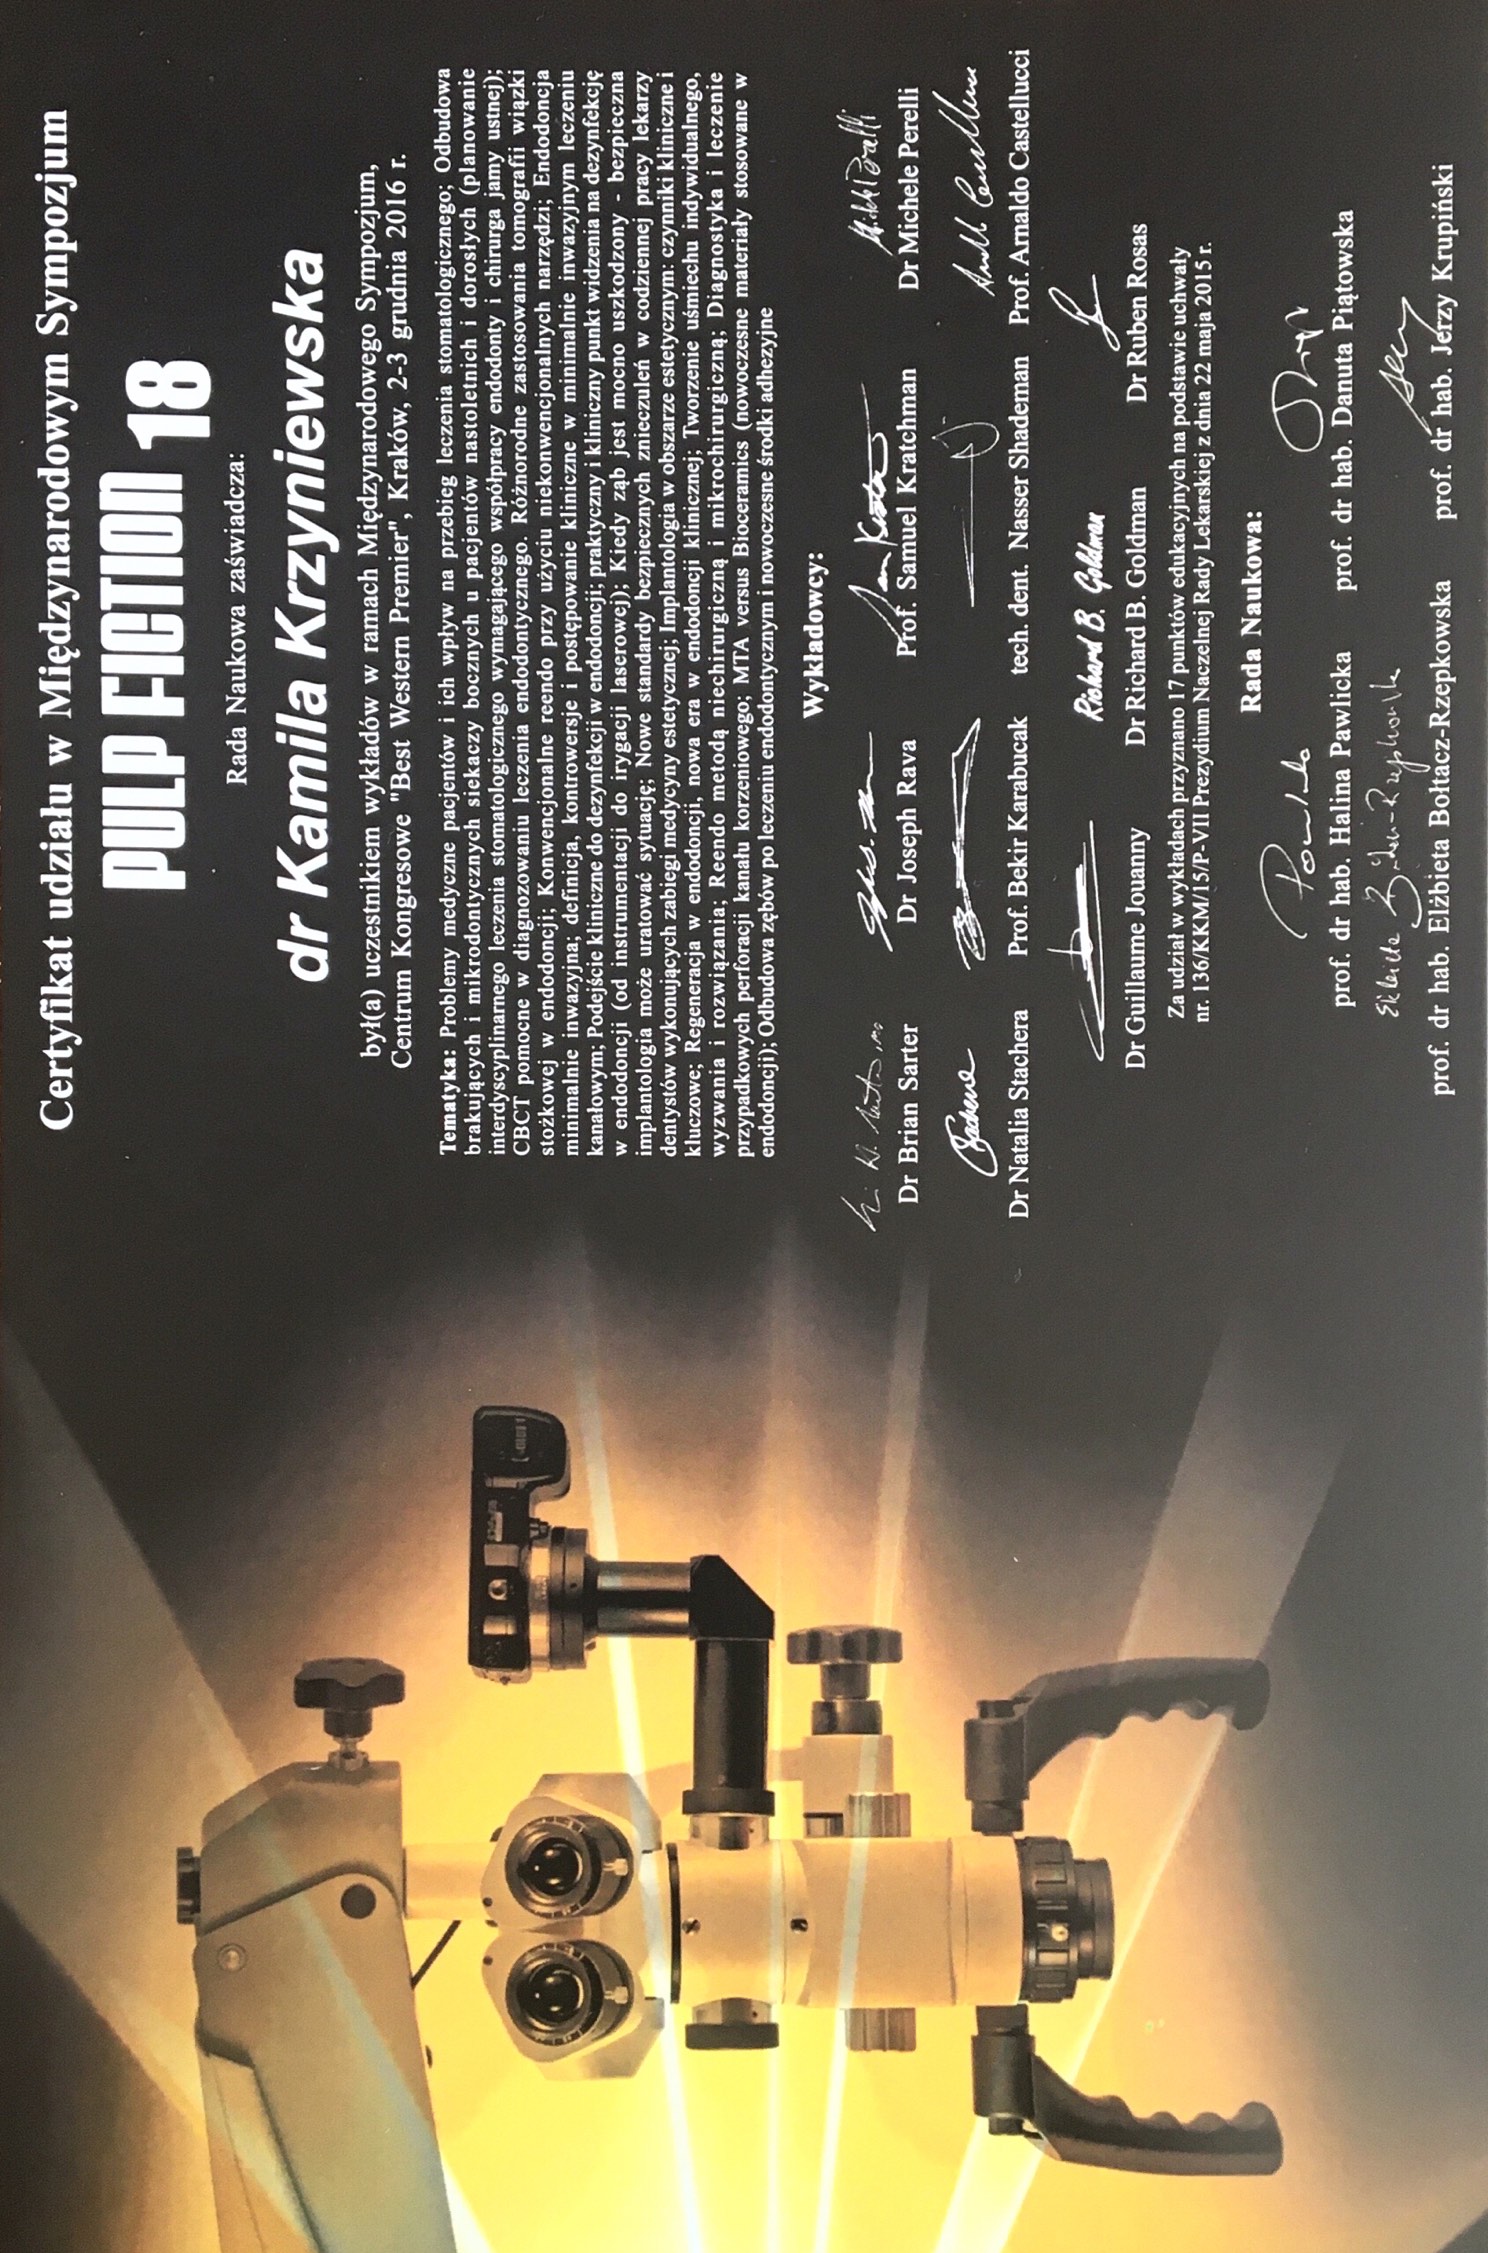 Certyfikat udziału w Międzynarodowym Sympozjum
PULP FICTION 18
Rada Naukowa zaświadcza:
dr Kamila Krzyniewska
był(a) uczestnikiem wykładów w ramach Międzynarodowego Sympozjum,
Centrum Kongresowe "Best Western Premier", Kraków, 2-3 grudnia 2016 r.
Tematyka: Problemy medyczne pacjentów i ich wpływ na przebieg leczenia stomatologicznego; Odbudowa
brakujących i mikrodontycznych siekaczy bocznych u pacjentów nastoletnich i dorosłych (planowanie
interdyscyplinarnego leczenia stomatologicznego wymagającego współpracy endodonty i chirurga jamy ustnej);
CBCT pomocne w diagnozowaniu leczenia endodontycznego. Różnorodne zastosowania tomografii wiązki
stożkowej w endodoncji; Konwencjonalne reendo przy użyciu niekonwencjonalnych narzędzi; Endodoncja
minimalnie inwazyjna; definicja, kontrowersje i postępowanie kliniczne w minimalnie inwazyjnym leczeniu
kanałowym; Podejście kliniczne do dezynfekcji w endodoncji; praktyczny i kliniczny punkt widzenia na dezynfekcję
w endodoncji (od instrumentacji do irygacji laserowej); Kiedy ząb jest mocno uszkodzony - bezpieczna
implantologia może uratować sytuację; Nowe standardy bezpiecznych znieczuleń w codziennej pracy lekarzy
dentystów wykonujących zabiegi medycyny estetycznej; Implantologia w obszarze estetycznym: czynniki kliniczne i
kluczowe; Regeneracja w endodoncji, nowa era w endodoncji klinicznej; Tworzenie uśmiechu indywidualnego,
wyzwania i rozwiązania; Reendo metodą niechirurgiczną i mikrochirurgiczną; Diagnostyka i leczenie
przypadkowych perforacji kanału korzeniowego; MTA versus Bioceramics (nowoczesne materiały stosowane w
endodoncji); Odbudowa zębów po leczeniu endodontycznym i nowoczesne środki adhezyjne
Wykładowcy:
Michele Perelli
Dr Brian Sarter Dr Joseph Rava Prof. Samuel Kratchman Dr Michele Perelli
Stachera
Dr Natalia Stachera Prof. Bekir Karabucak tech. dent. Nasser Shademan Prof. Arnaldo Castellucci
Richard B. Goldman
Dr Guillaume Jouanny Dr Richard B. Goldman Dr Ruben Rosas
Za udział w wykładach przyznano 17 punktów edukacyjnych na podstawie uchwały
nr. 136/KKM/15/P-VII Prezydium Naczelnej Rady Lekarskiej z dnia 22 maja 2015 r.
Rada Naukowa:
prof. dr hab. Halina Pawlicka prof. dr hab. Danuta Piątowska
Elżbieta Bołtacz-Rzepkowska
prof. dr hab. Elżbieta Bołtacz-Rzepkowska prof. dr hab. Jerzy Krupiński